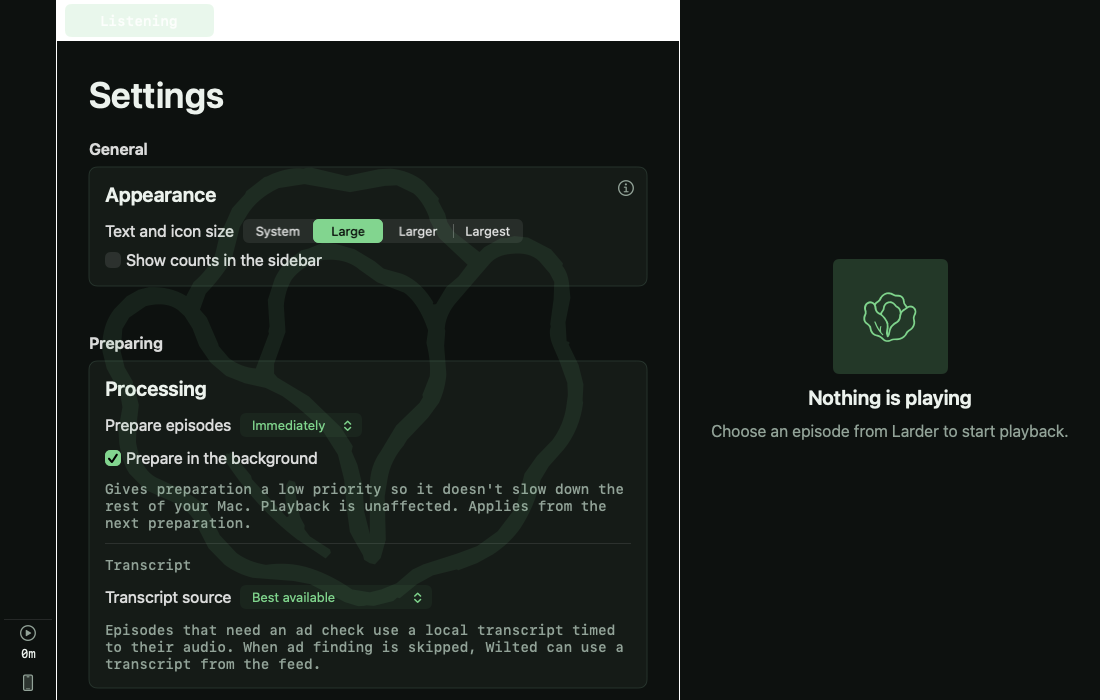 Listening
Settings
General
Appearance
Text and icon size System Large Larger Largest
Show counts in the sidebar
Preparing
Processing
Prepare episodes Immediately
Prepare in the background
Gives preparation a low priority so it doesn't slow down the
rest of your Mac. Playback is unaffected. Applies from the
next preparation.
Transcript
Transcript source Best available
Episodes that need an ad check use a local transcript timed
to their audio. When ad finding is skipped, Wilted can use a
transcript from the feed.
0m
Nothing is playing
Choose an episode from Larder to start playback.